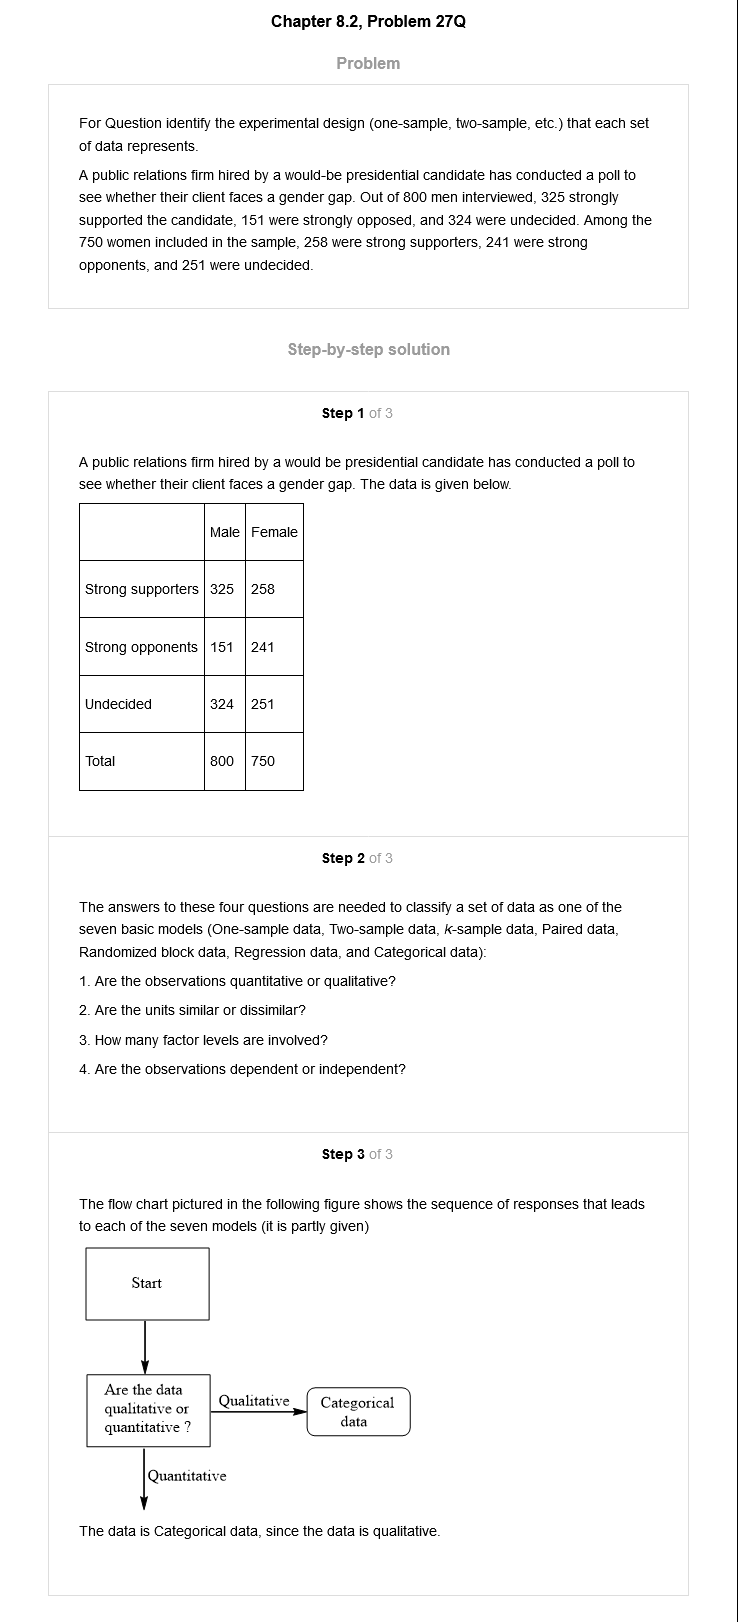 Chapter 8.2, Problem 27Q
Problem
For Question identify the experimental design (one-sample, two-sample, etc.) that each set
of data represents.
A public relations firm hired by a would-be presidential candidate has conducted a poll to
see whether their client faces a gender gap. Out of 800 men interviewed, 325 strongly
supported the candidate, 151 were strongly opposed, and 324 were undecided. Among the
750 women included in the sample, 258 were strong supporters, 241 were strong
opponents, and 251 were undecided.
Step-by-step solution
Step 1 of 3
A public relations firm hired by a would be presidential candidate has conducted a poll to
see whether their client faces a gender gap. The data is given below.
Male Female
Strong supporters 325 258
Strong opponents 151 241
Undecided 324 251
Total 800 750
Step 2 of 3
The answers to these four questions are needed to classify a set of data as one of the
seven basic models (One-sample data, Two-sample data, k-sample data, Paired data,
Randomized block data, Regression data, and Categorical data):
1. Are the observations quantitative or qualitative?
2. Are the units similar or dissimilar?
3. How many factor levels are involved?
4. Are the observations dependent or independent?
Step 3 of 3
The flow chart pictured in the following figure shows the sequence of responses that leads
to each of the seven models (it is partly given)
Start
Are the data
qualitative or
quantitative ?
Qualitative
Categorical
data
Quantitative
The data is Categorical data, since the data is qualitative.